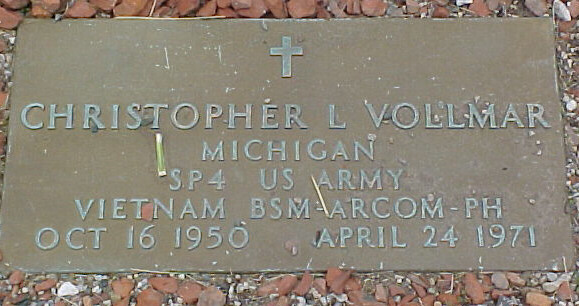 CHRISTOPHER L VOLLMAR
MICHIGAN
SP4 US ARMY
VIETNAM BSM-ARCOM-PH
OCT 16 1950 APRIL 24 1971